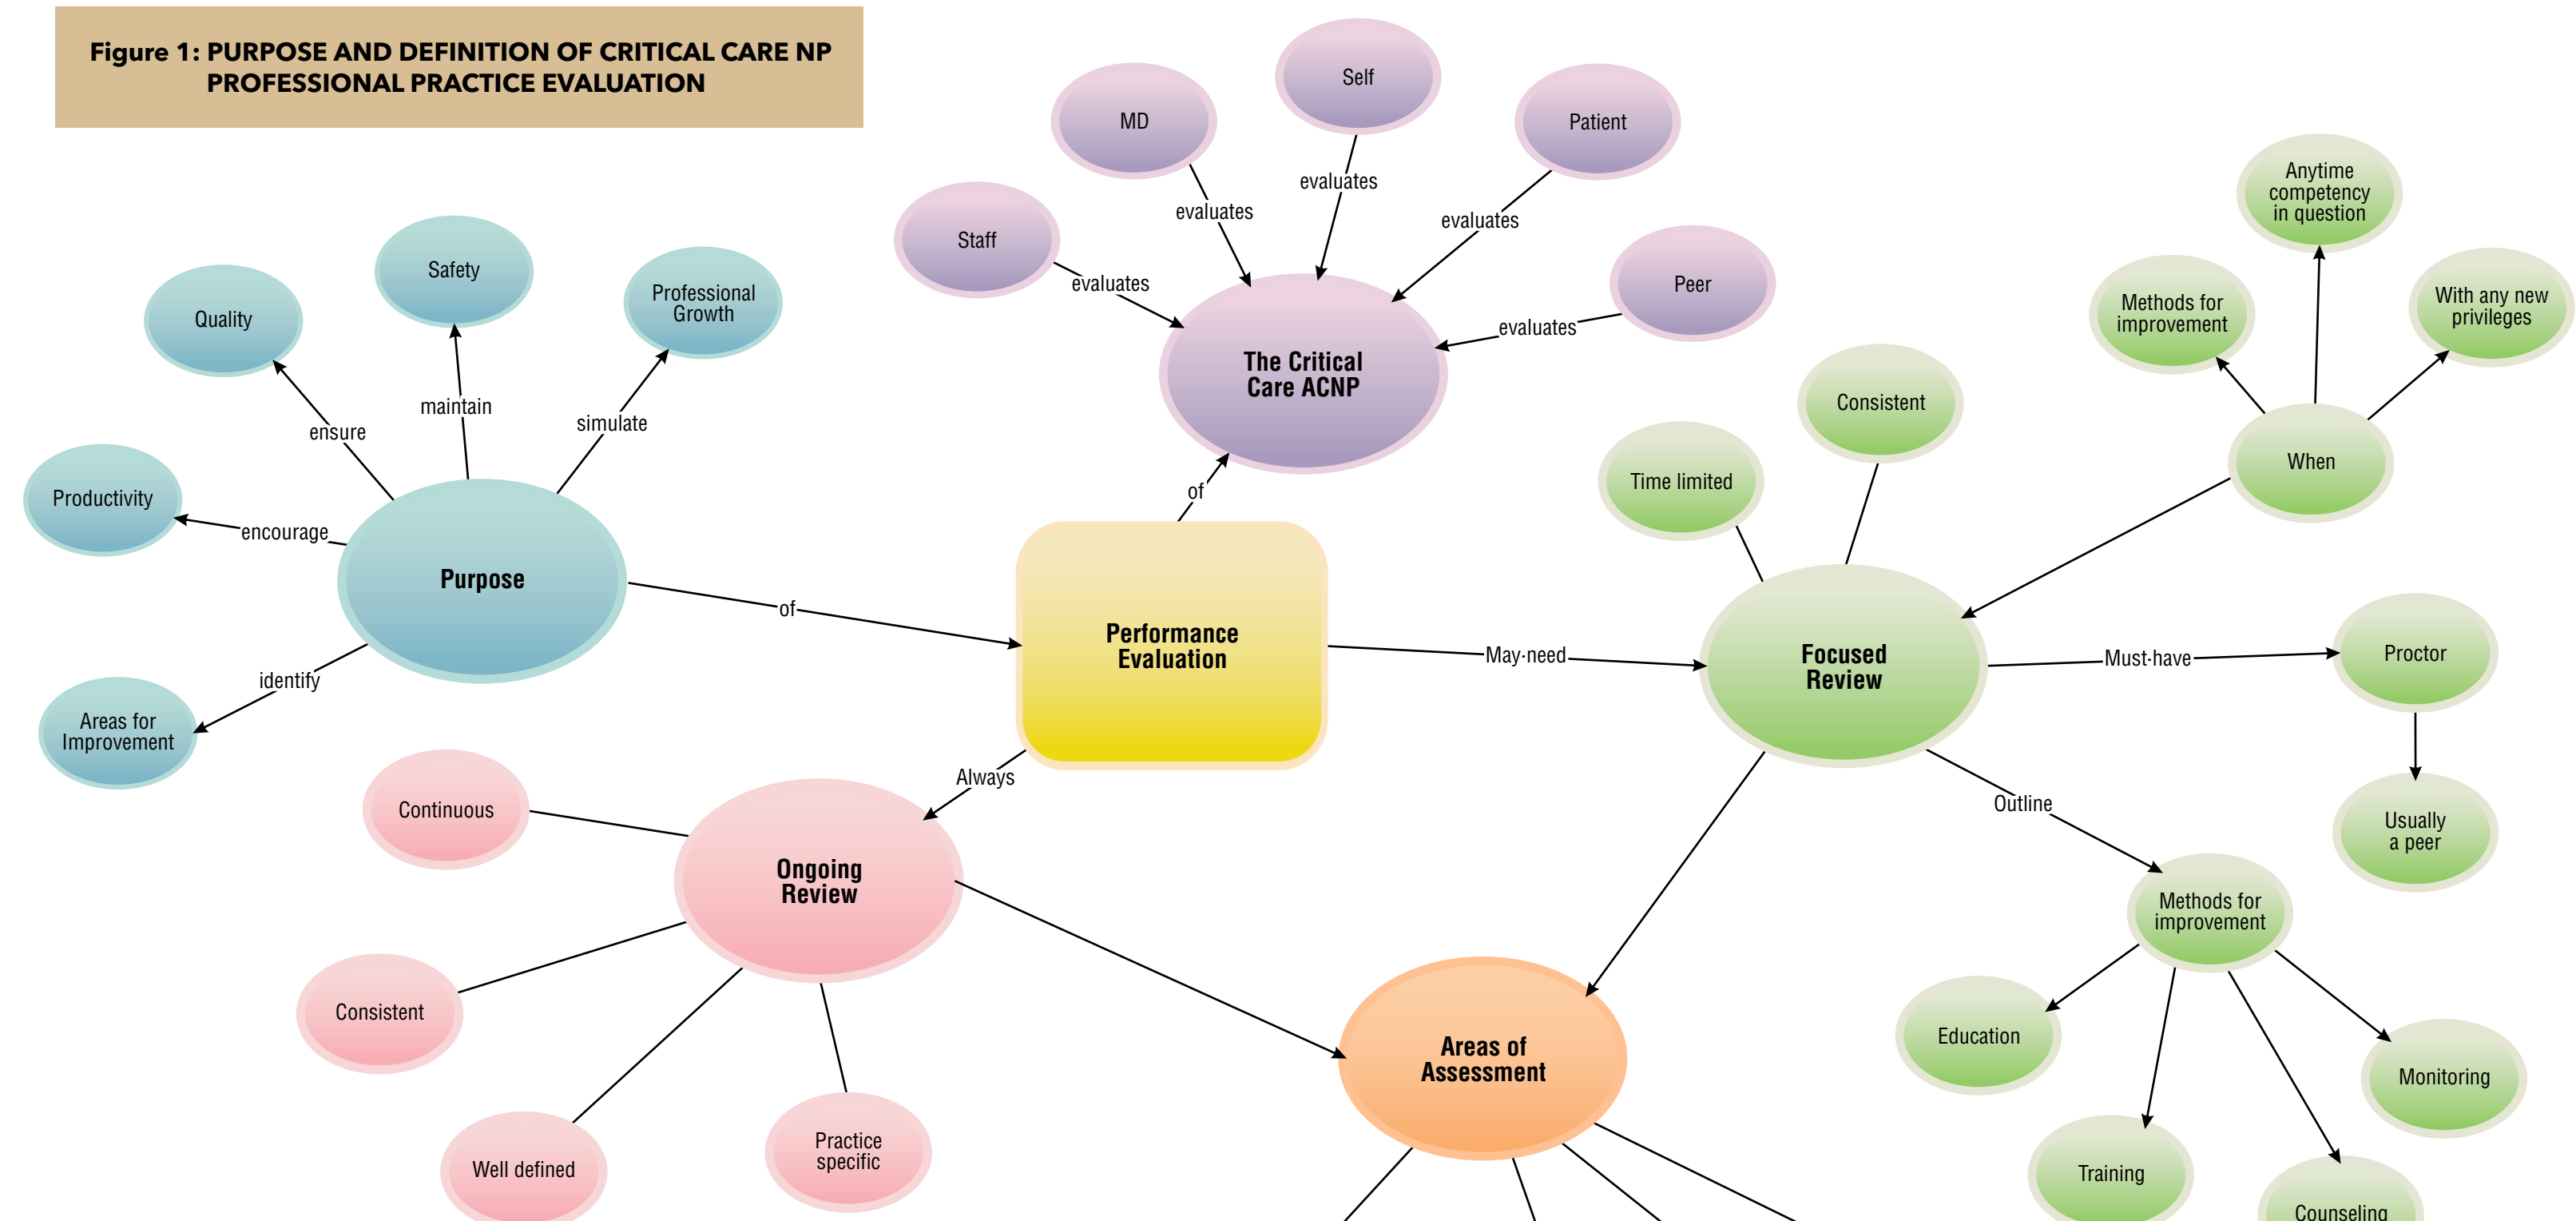 Figure 1: PURPOSE AND DEFINITION OF CRITICAL CARE NP
PROFESSIONAL PRACTICE EVALUATION
Self
MD
Patient
Staff
Peer
evaluates
evaluates
evaluates
evaluates
evaluates
The Critical
Care ACNP
of
Quality
Safety
Professional
Growth
Productivity
Areas for
Improvement
ensure
maintain
simulate
encourage
identify
Purpose
of
Performance
Evaluation
May-need
Always
Focused
Review
Time limited
Consistent
When
Methods for
improvement
Anytime
competency
in question
With any new
privileges
Must-have
Proctor
Usually
a peer
Outline
Methods for
improvement
Education
Training
Counseling
Monitoring
Ongoing
Review
Continuous
Consistent
Well defined
Practice
specific
Areas of
Assessment